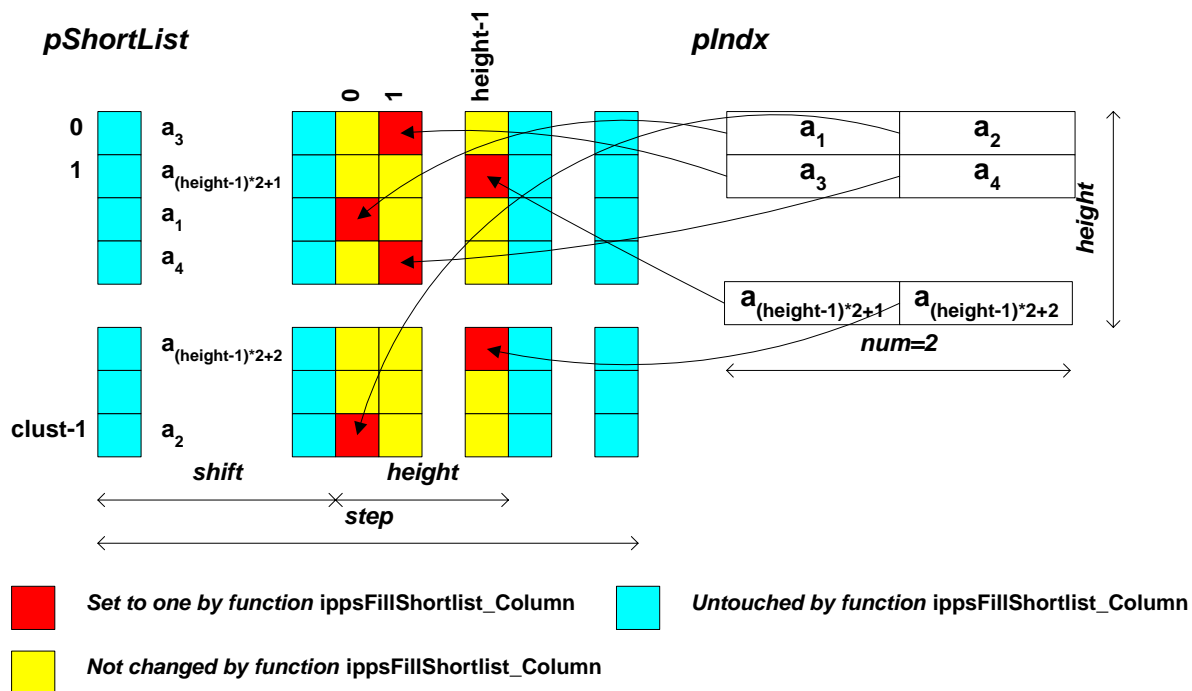 pShortList
pIndx
0
1
height-1
0
a3
1
a(height-1)*2+1
a1
a4
a(height-1)*2+2
clust-1
a2
a1 a2
a3 a4
a(height-1)*2+1 a(height-1)*2+2
height
num=2
shift
height
step
Set to one by function ippsFillShortlist_Column
Untouched by function ippsFillShortlist_Column
Not changed by function ippsFillShortlist_Column